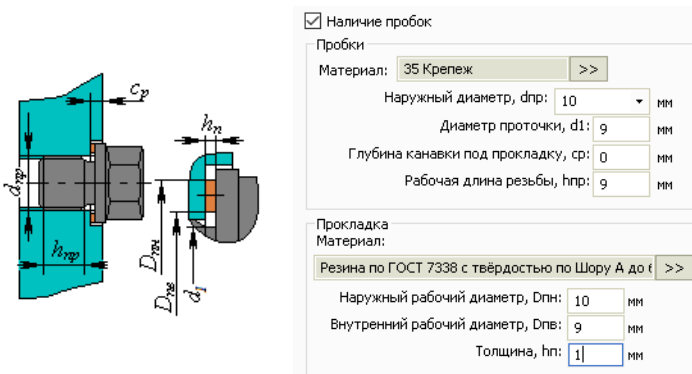 Наличие пробок
Пробки
Материал: 35 Крепеж >>
Наружный диаметр, dпр: 10 мм
Диаметр проточки, d1: 9 мм
Глубина канавки под прокладку, cр: 0 мм
Рабочая длина резьбы, hпр: 9 мм
Прокладка
Материал:
Резина по ГОСТ 7338 с твёрдостью по Шору А до >>
Наружный рабочий диаметр, Dпн: 10 мм
Внутренний рабочий диаметр, Dпв: 9 мм
Толщина, hп: 1 мм
cр
hп
dпр
hпр
Dпн
Dпв
d1